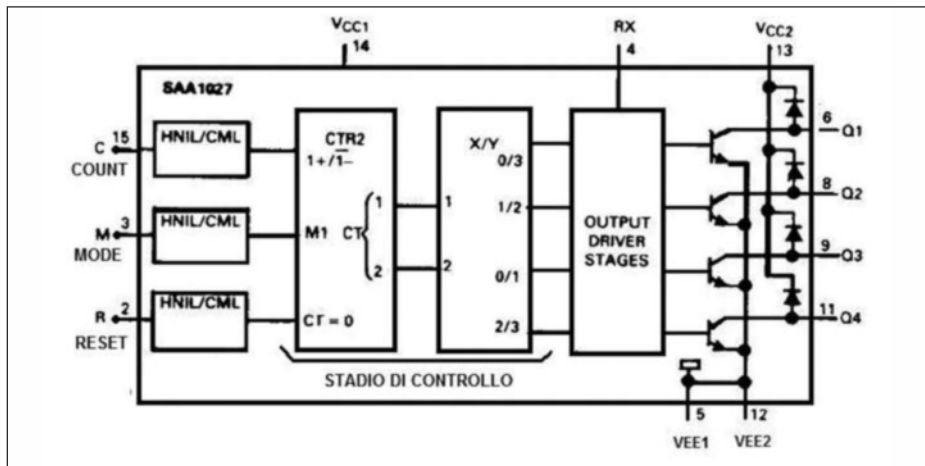 VCC1
14
RX
4
VCC2
13
SAA1027
C 15
COUNT
HNIL/CML
M 3
MODE
HNIL/CML
R 2
RESET
HNIL/CML
CTR2
1+/1−
M1
CT { 1
2
CT = 0
X/Y
1
2
0/3
1/2
0/1
2/3
OUTPUT
DRIVER
STAGES
6 Q1
8 Q2
9 Q3
11 Q4
STADIO DI CONTROLLO
5
12
VEE1
VEE2